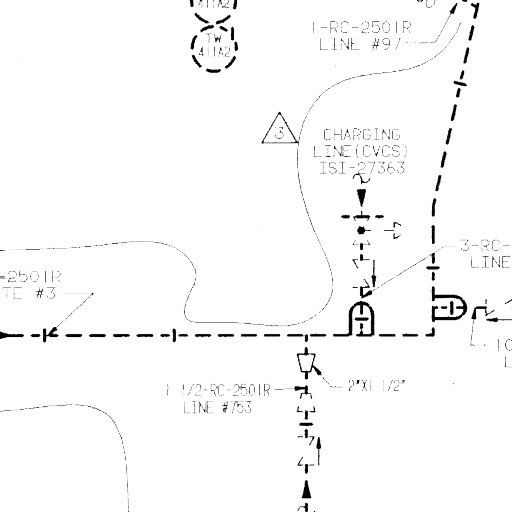 411A2
TW
411A2
1-RC-2501R
LINE #97
3
CHARGING
LINE(CVCS)
ISI-27363
3-RC-
LINE
-2501R
#3
1 1/2-RC-2501R
LINE #753
2"X1 1/2"